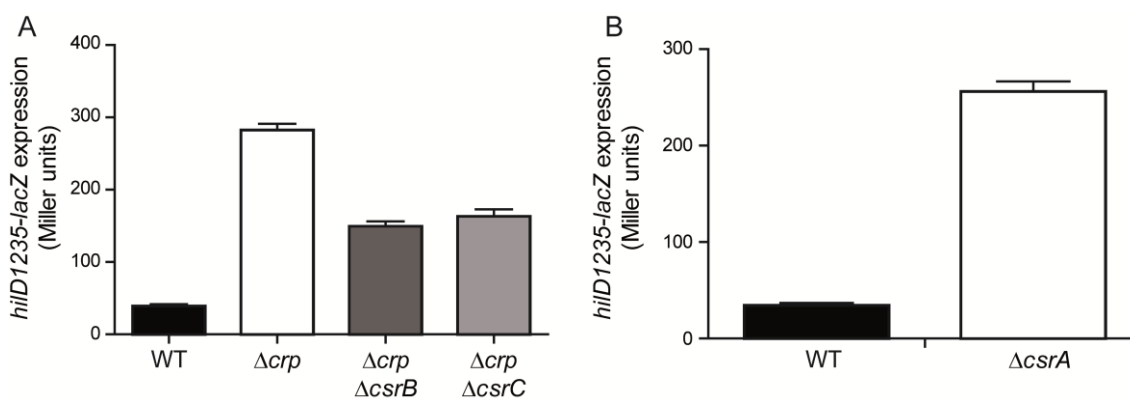 A
hilD1235-lacZ expression
(Miller units)
400
300
200
100
0
WT
Δcrp
Δcrp
ΔcsrB
Δcrp
ΔcsrC
B
hilD1235-lacZ expression
(Miller units)
300
200
100
0
WT
ΔcsrA